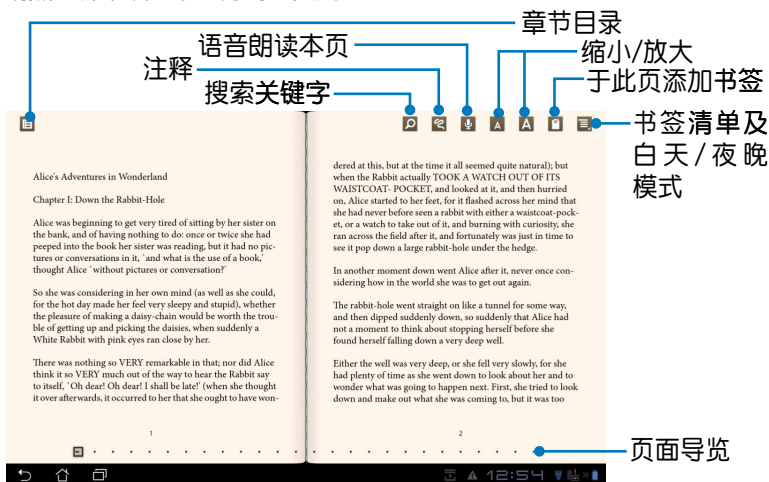 章节目录
语音朗读本页
缩小/放大
注释
于此页添加书签
搜索关键字
书签清单及
白天/夜晚
模式
A A
Alice's Adventures in Wonderland
Chapter I: Down the Rabbit-Hole
Alice was beginning to get very tired of sitting by her sister on
the bank, and of having nothing to do: once or twice she had
peeped into the book her sister was reading, but it had no pic-
tures or conversations in it, `and what is the use of a book,'
thought Alice `without pictures or conversation?'
So she was considering in her own mind (as well as she could,
for the hot day made her feel very sleepy and stupid), whether
the pleasure of making a daisy-chain would be worth the trou-
ble of getting up and picking the daisies, when suddenly a
White Rabbit with pink eyes ran close by her.
There was nothing so VERY remarkable in that; nor did Alice
think it so VERY much out of the way to hear the Rabbit say
to itself, `Oh dear! Oh dear! I shall be late!' (when she thought
it over afterwards, it occurred to her that she ought to have won-
1
dered at this, but at the time it all seemed quite natural); but
when the Rabbit actually TOOK A WATCH OUT OF ITS
WAISTCOAT- POCKET, and looked at it, and then hurried
on, Alice started to her feet, for it flashed across her mind that
she had never before seen a rabbit with either a waistcoat-pock-
et, or a watch to take out of it, and burning with curiosity, she
ran across the field after it, and fortunately was just in time to
see it pop down a large rabbit-hole under the hedge.
In another moment down went Alice after it, never once con-
sidering how in the world she was to get out again.
The rabbit-hole went straight on like a tunnel for some way,
and then dipped suddenly down, so suddenly that Alice had
not a moment to think about stopping herself before she
found herself falling down a very deep well.
Either the well was very deep, or she fell very slowly, for she
had plenty of time as she went down to look about her and to
wonder what was going to happen next. First, she tried to look
down and make out what she was coming to, but it was too
2
页面导览
12:54